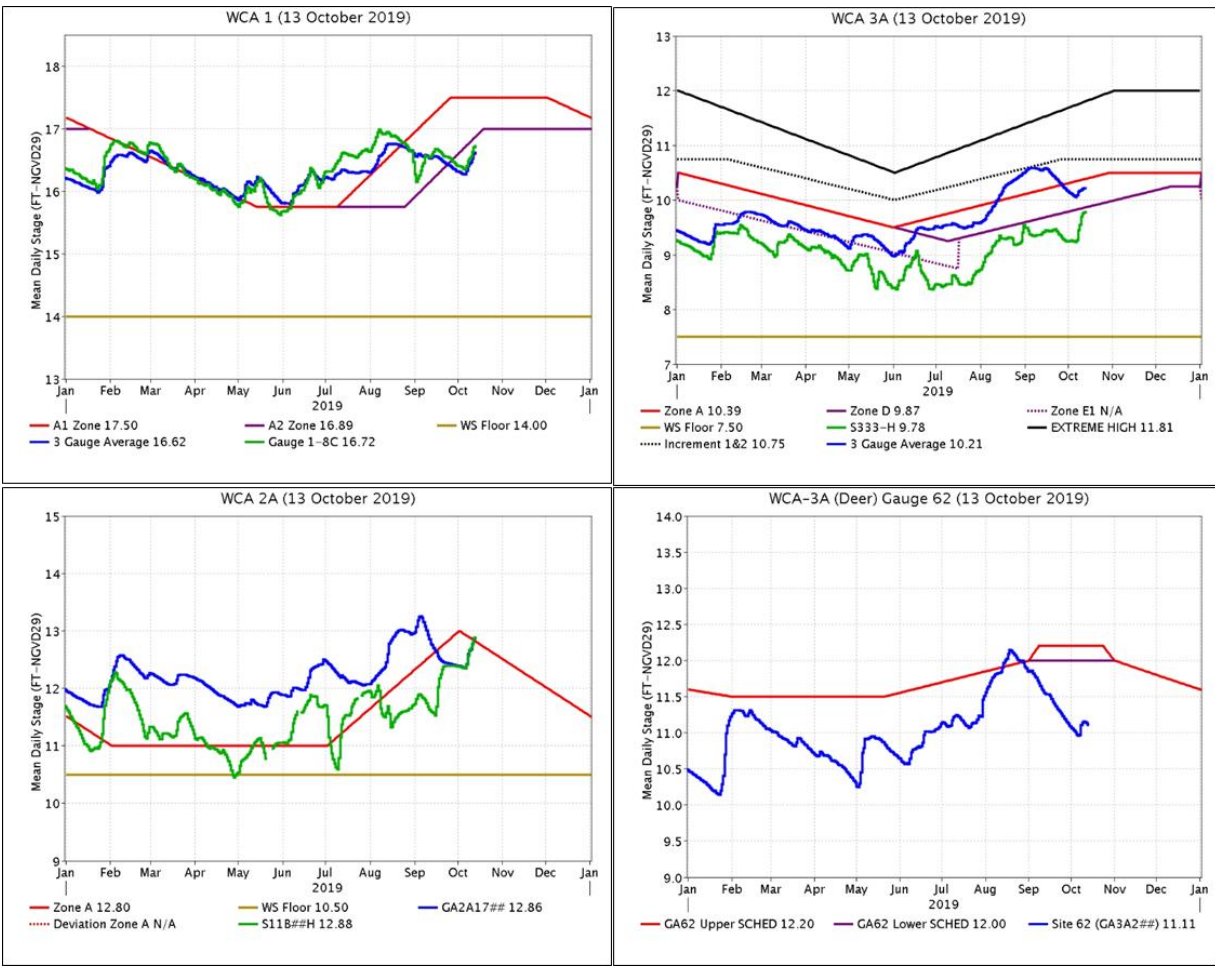 WCA 1 (13 October 2019)
18
17
16
15
14
13
Mean Daily Stage (FT-NGVD29)
Jan Feb Mar Apr May Jun Jul Aug Sep Oct Nov Dec Jan
2019
A1 Zone 17.50 A2 Zone 16.89 WS Floor 14.00
3 Gauge Average 16.62 Gauge 1-8C 16.72
WCA 3A (13 October 2019)
13
12
11
10
9
8
7
Mean Daily Stage (FT-NGVD29)
Jan Feb Mar Apr May Jun Jul Aug Sep Oct Nov Dec Jan
2019
Zone A 10.39 Zone D 9.87 Zone E1 N/A
WS Floor 7.50 S333-H 9.78 EXTREME HIGH 11.81
Increment 1&2 10.75 3 Gauge Average 10.21
WCA 2A (13 October 2019)
15
14
13
12
11
10
9
Mean Daily Stage (FT-NGVD29)
Jan Feb Mar Apr May Jun Jul Aug Sep Oct Nov Dec Jan
2019
Zone A 12.80 WS Floor 10.50 GA2A17## 12.86
Deviation Zone A N/A S11B##H 12.88
WCA-3A (Deer) Gauge 62 (13 October 2019)
14.0
13.5
13.0
12.5
12.0
11.5
11.0
10.5
10.0
9.5
9.0
Mean Daily Stage (FT-NGVD29)
Jan Feb Mar Apr May Jun Jul Aug Sep Oct Nov Dec Jan
2019
GA62 Upper SCHED 12.20 GA62 Lower SCHED 12.00 Site 62 (GA3A2##) 11.11